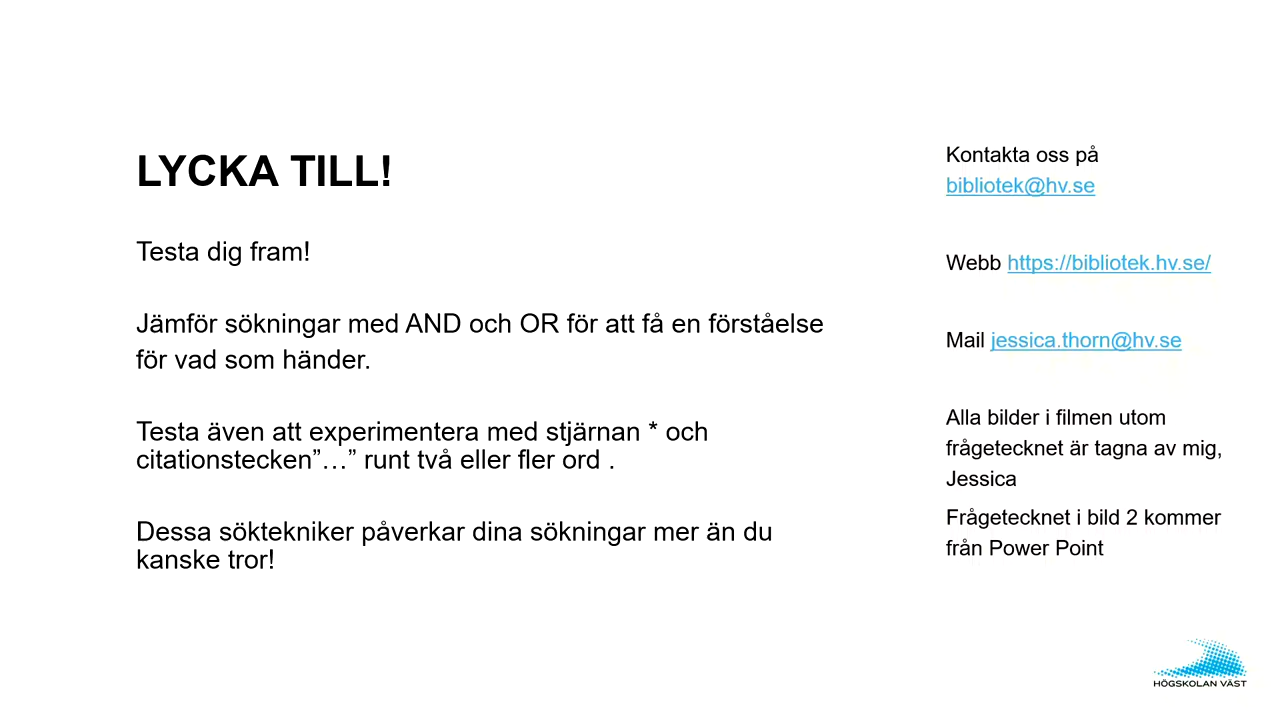 LYCKA TILL!
Testa dig fram!
Jämför sökningar med AND och OR för att få en förståelse
för vad som händer.
Testa även att experimentera med stjärnan * och
citationstecken”…” runt två eller fler ord .
Dessa söktekniker påverkar dina sökningar mer än du
kanske tror!
Kontakta oss på
bibliotek@hv.se
Webb https://bibliotek.hv.se/
Mail jessica.thorn@hv.se
Alla bilder i filmen utom
frågetecknet är tagna av mig,
Jessica
Frågetecknet i bild 2 kommer
från Power Point
HÖGSKOLAN VÄST